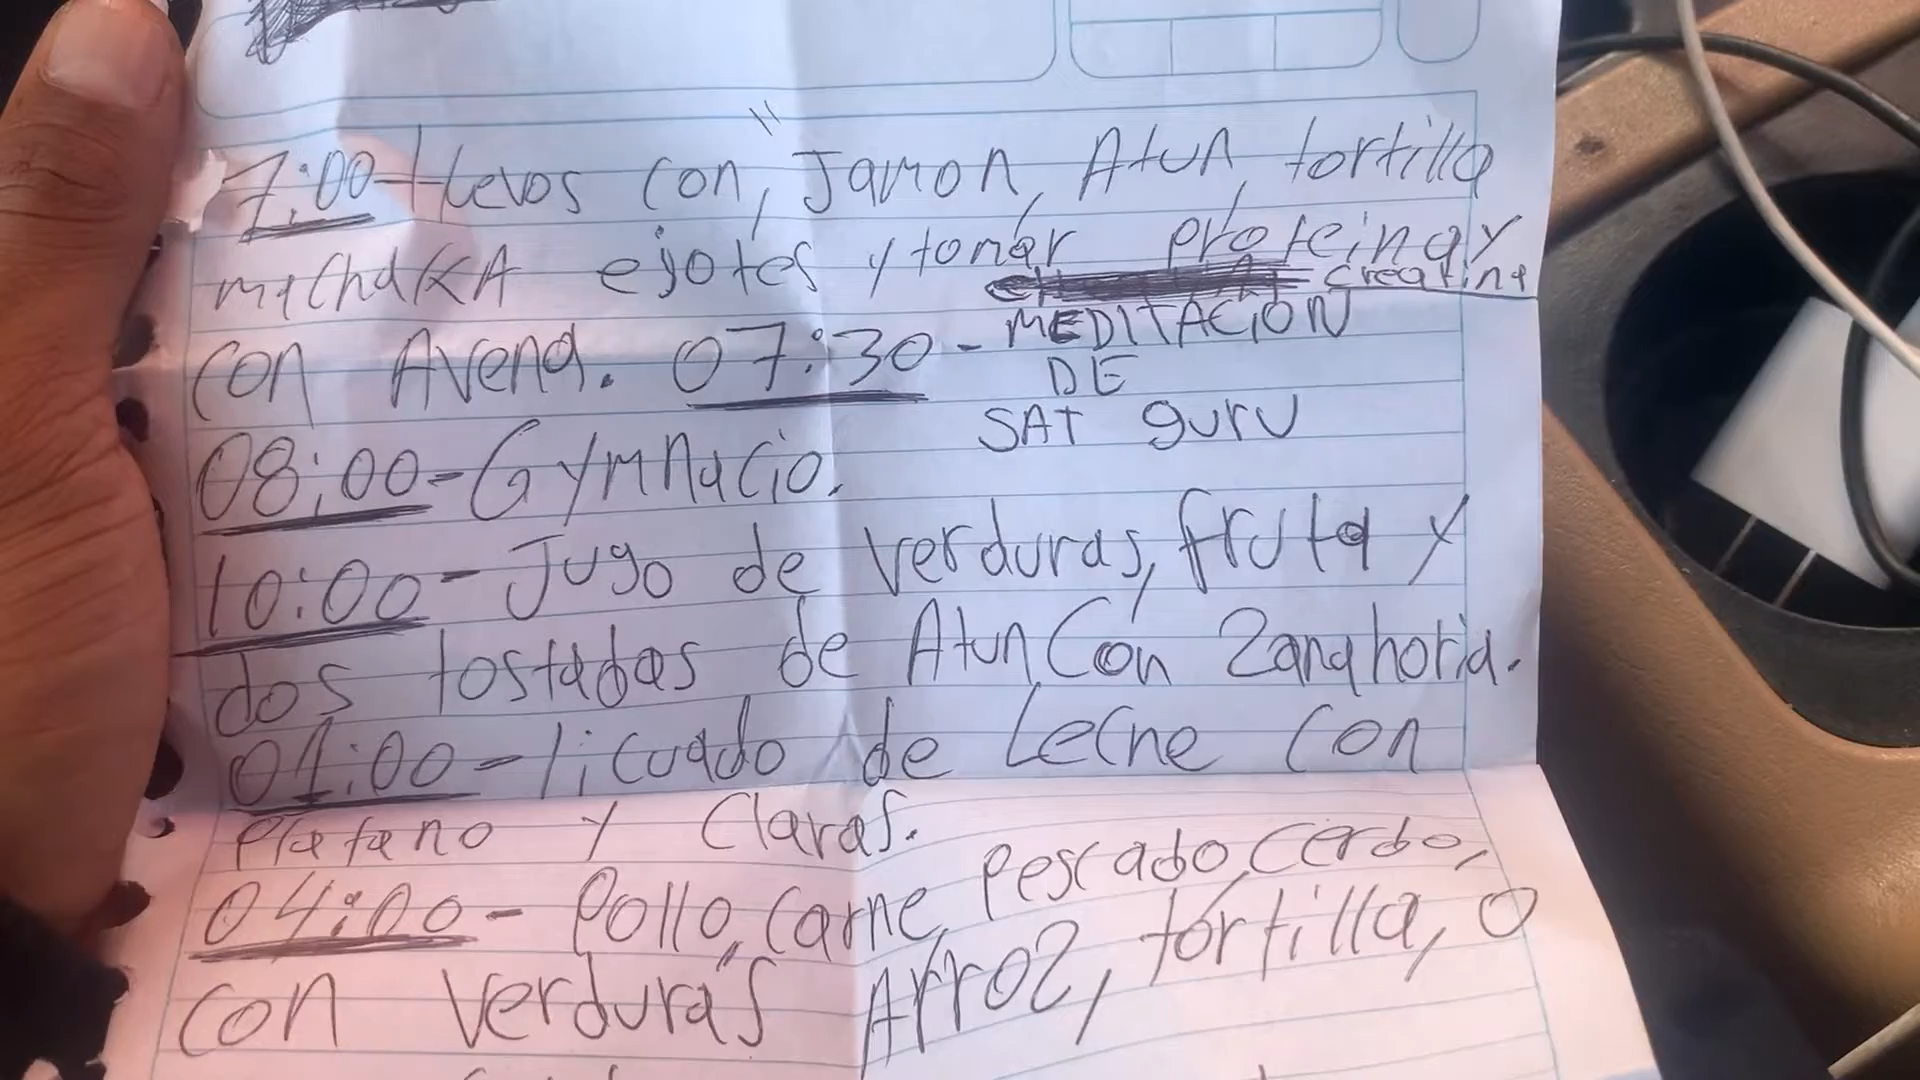 7:00-Huevos con, Jamon, Atun, tortilla
machaKA ejotes y tomar proteina y
creatina
con Avena. 07:30- MEDITACION
DE
SAT guru
08:00-Gymnacio.
10:00-Jugo de verduras, fruta y
dos tostadas de Atun Con Zanahoria.
01:00-licuado de Leche con
platano y Claras.
04:00- Pollo, Carne, Pescado, Cerdo,
con Verduras Arroz, tortilla, o